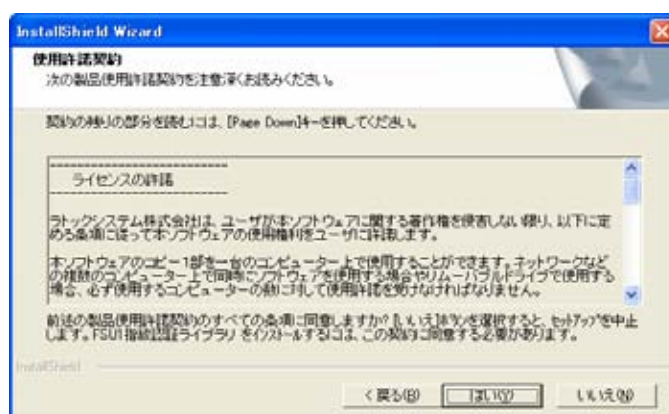 InstallShield Wizard
使用許諾契約
次の製品使用許諾契約を注意深くお読みください。
契約の残りの部分を読むには、[Page Down]キーを押してください。
ライセンスの許諾
ラトックシステム株式会社は、ユーザが本ソフトウェアに関する著作権を侵害しない限り、以下に定
める条項に従って本ソフトウェアの使用権利をユーザに許諾します。
本ソフトウェアのコピー1部を一台のコンピューター上で使用することができます。ネットワークなど
の複数のコンピューター上で同時にソフトウェアを使用する場合やリムーバブルドライブで使用する
場合、必ず使用するコンピューターの数に対して使用許諾を受けなければなりません。
前述の製品使用許諾契約のすべての条項に同意しますか?[いいえ]ボタンを選択すると、セットアップを中止
します。FSU1指紋認証ライブラリ をインストールするには、この契約に同意する必要があります。
InstallShield
< 戻る(B)
はい(Y)
いいえ(N)